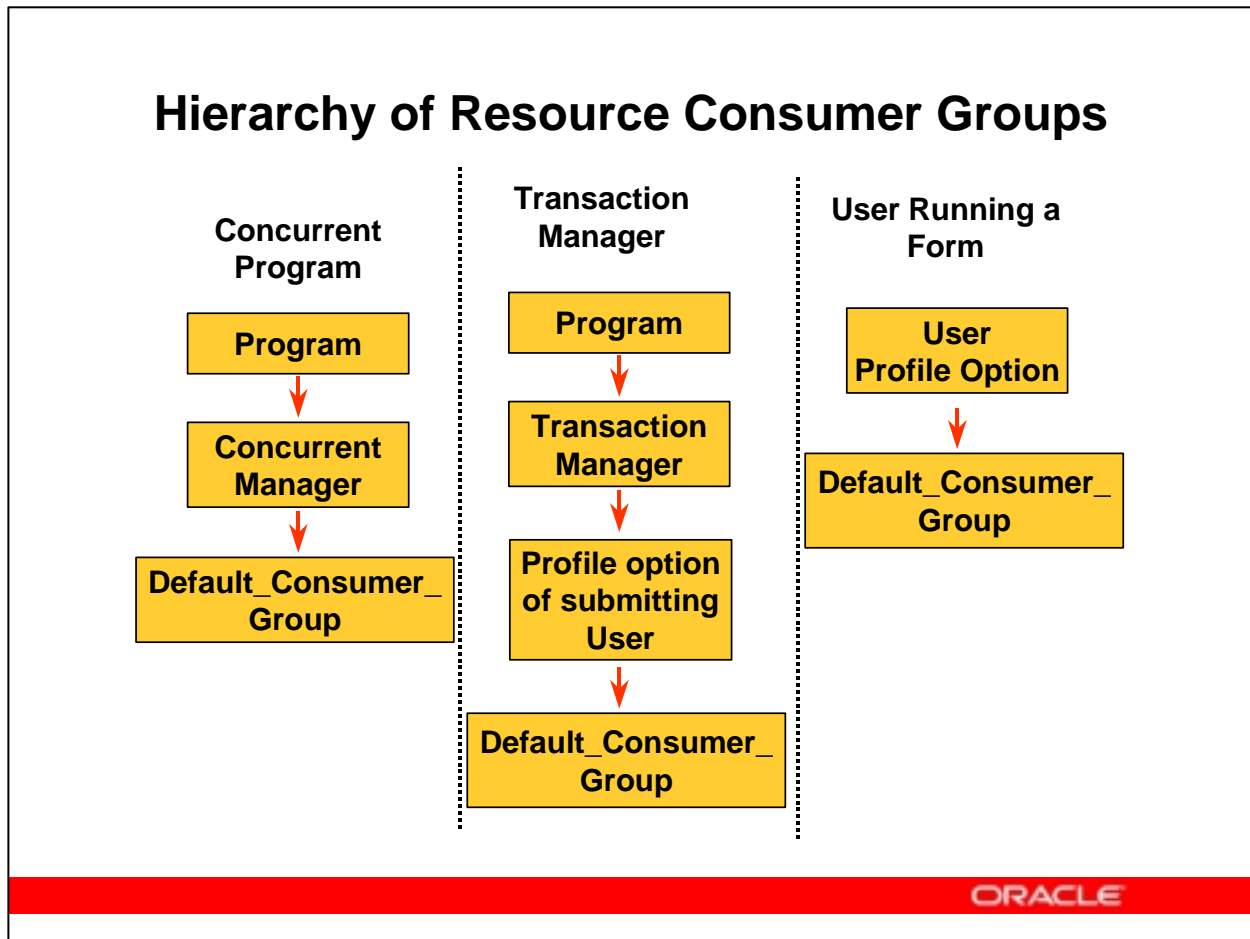 Hierarchy of Resource Consumer Groups
Concurrent
Program
Program
Concurrent
Manager
Default_Consumer_
Group
Transaction
Manager
Program
Transaction
Manager
Profile option
of submitting
User
Default_Consumer_
Group
User Running a
Form
User
Profile Option
Default_Consumer_
Group
ORACLE